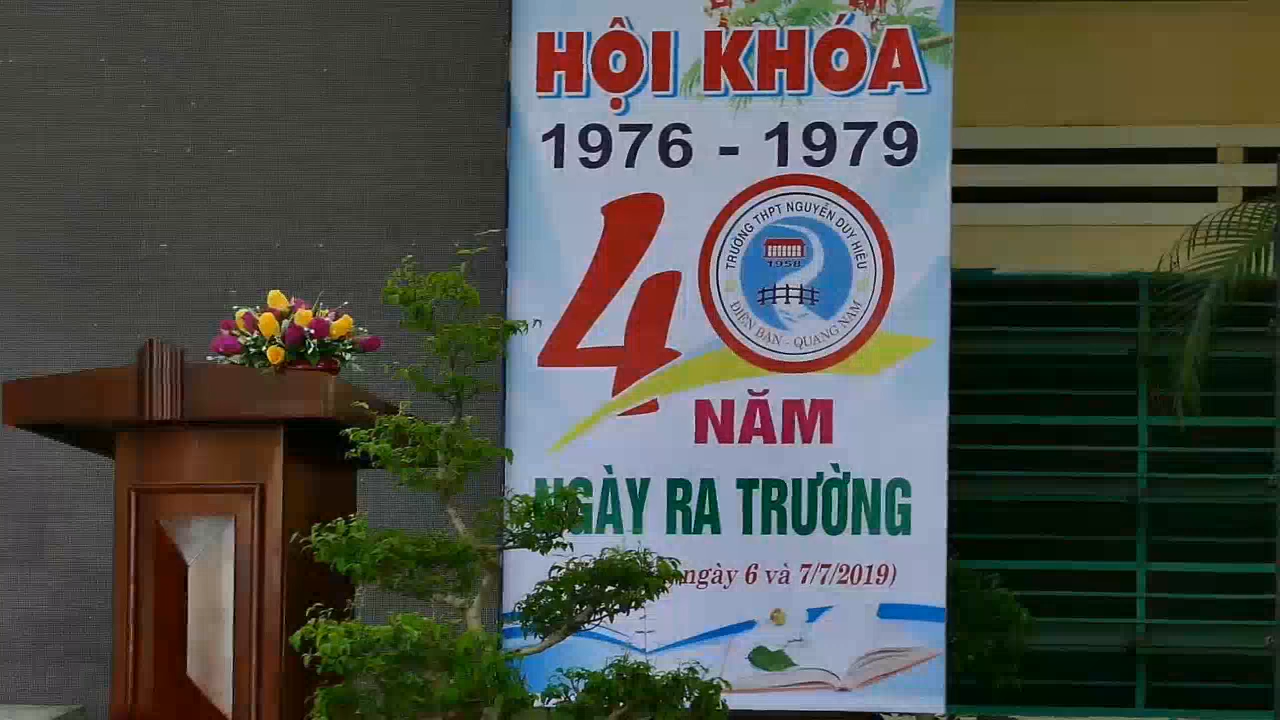 HỘI KHÓA
1976 - 1979
40
TRƯỜNG THPT NGUYỄN DUY HIỆU
1958
ĐIỆN BÀN - QUẢNG NAM
NĂM
NGÀY RA TRƯỜNG
ngày 6 và 7/7/2019)